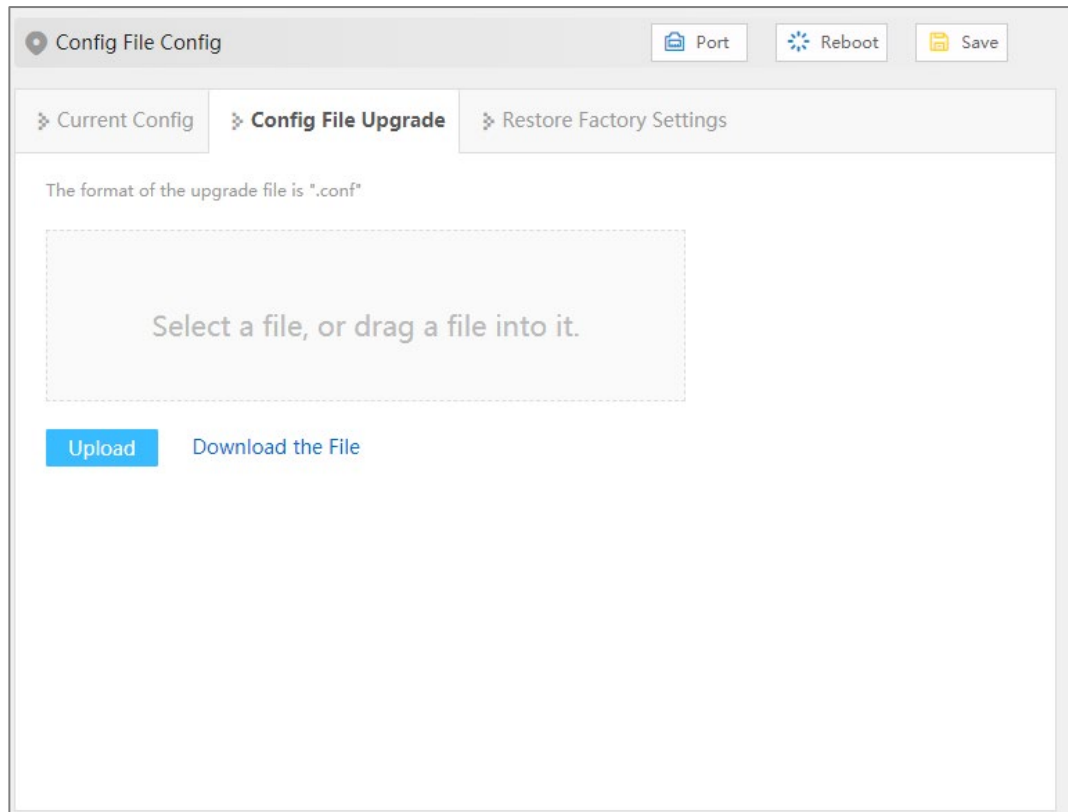 Config File Config
Port
Reboot
Save
Current Config
Config File Upgrade
Restore Factory Settings
The format of the upgrade file is ".conf"
Select a file, or drag a file into it.
Upload
Download the File